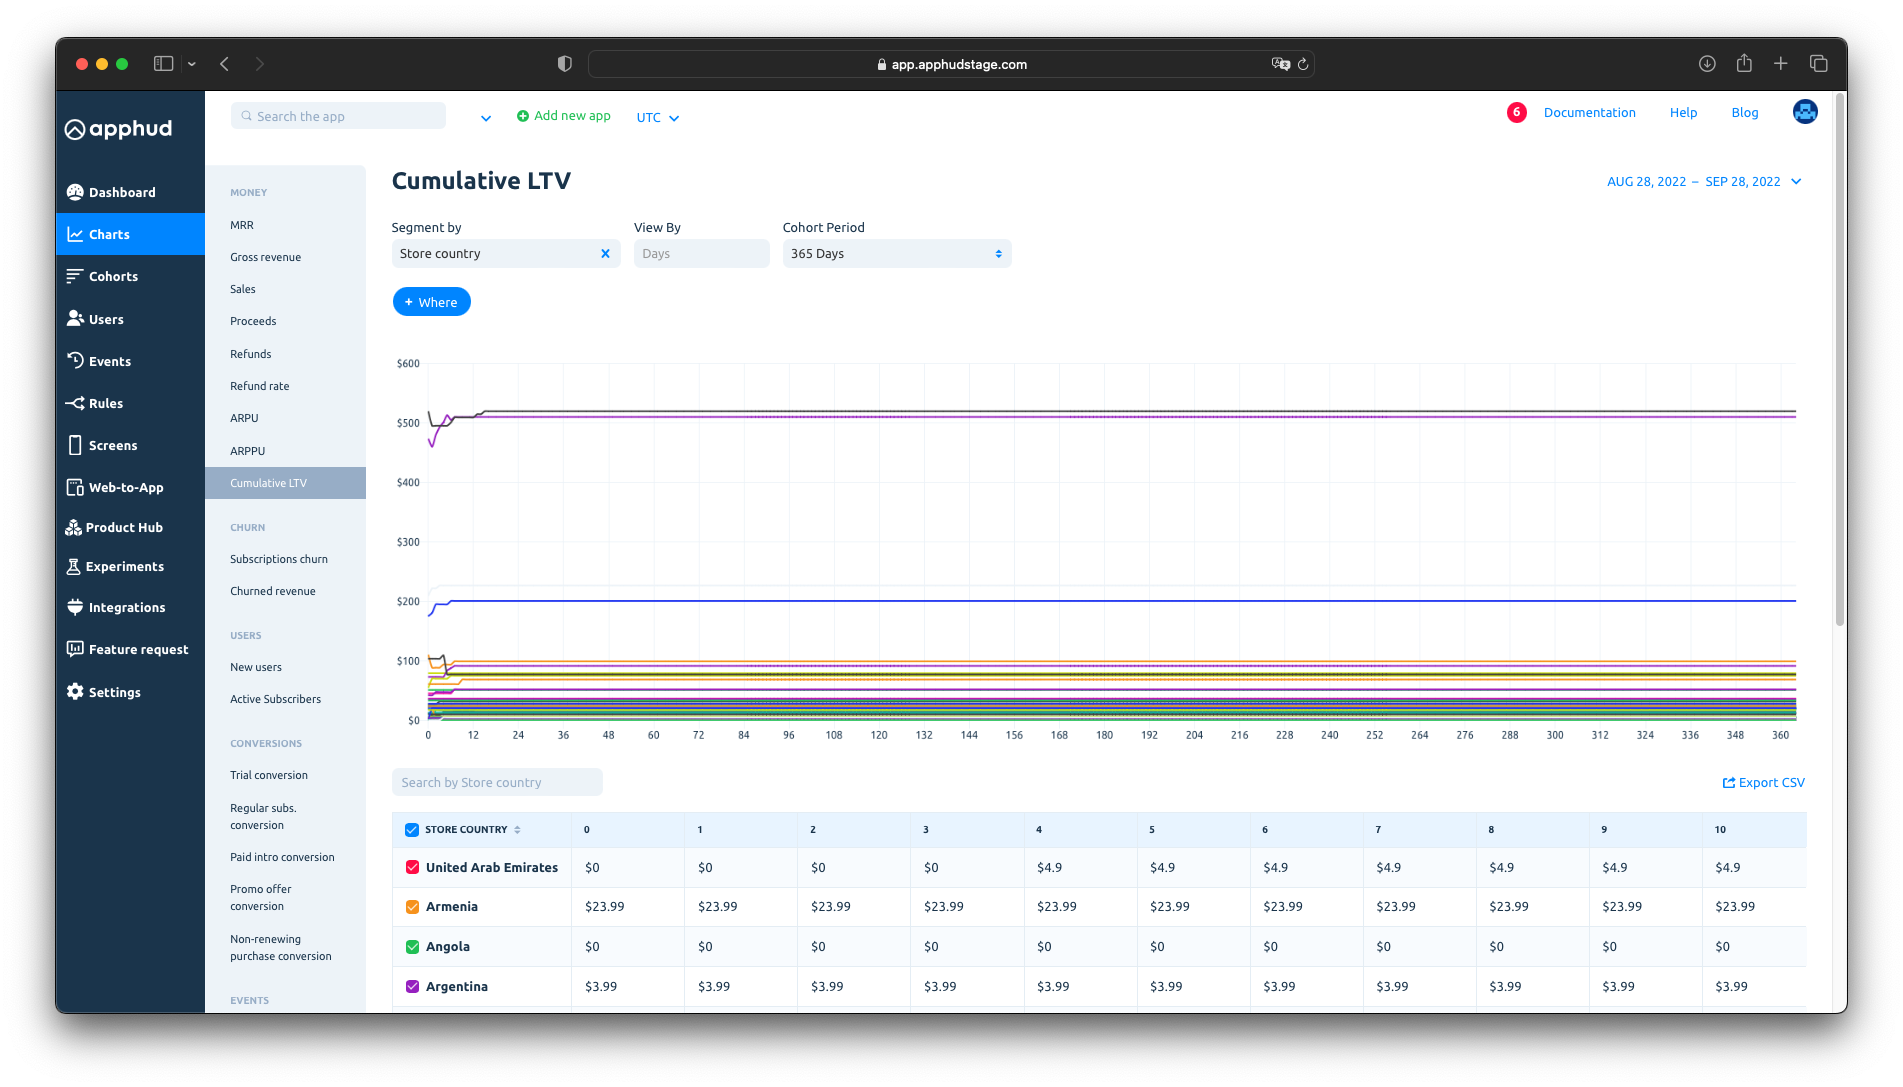 app.apphudstage.com
apphud
Search the app
Add new app
UTC
6
Documentation
Help
Blog
Dashboard
Charts
Cohorts
Users
Events
Rules
Screens
Web-to-App
Product Hub
Experiments
Integrations
Feature request
Settings
MONEY
MRR
Gross revenue
Sales
Proceeds
Refunds
Refund rate
ARPU
ARPPU
Cumulative LTV
CHURN
Subscriptions churn
Churned revenue
USERS
New users
Active Subscribers
CONVERSIONS
Trial conversion
Regular subs.
conversion
Paid intro conversion
Promo offer
conversion
Non-renewing
purchase conversion
EVENTS
Cumulative LTV
AUG 28, 2022 – SEP 28, 2022
Segment by View By Cohort Period
Store country Days 365 Days
+ Where
$600
$500
$400
$300
$200
$100
$0
0 12 24 36 48 60 72 84 96 108 120 132 144 156 168 180 192 204 216 228 240 252 264 276 288 300 312 324 336 348 360
Search by Store country
Export CSV
STORE COUNTRY 0 1 2 3 4 5 6 7 8 9 10
United Arab Emirates $0 $0 $0 $0 $4.9 $4.9 $4.9 $4.9 $4.9 $4.9 $4.9
Armenia $23.99 $23.99 $23.99 $23.99 $23.99 $23.99 $23.99 $23.99 $23.99 $23.99 $23.99
Angola $0 $0 $0 $0 $0 $0 $0 $0 $0 $0 $0
Argentina $3.99 $3.99 $3.99 $3.99 $3.99 $3.99 $3.99 $3.99 $3.99 $3.99 $3.99